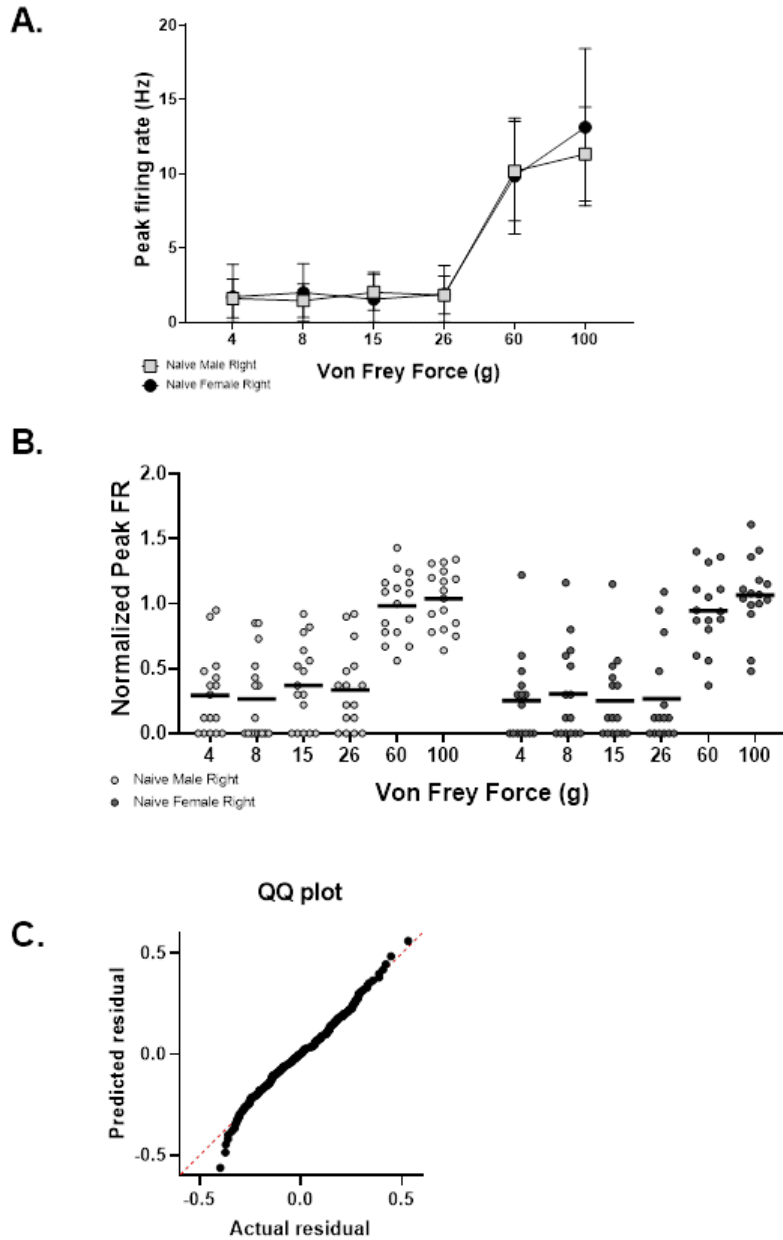 A.
Peak firing rate (Hz)
20
15
10
5
0
4 8 15 26 60 100
Von Frey Force (g)
Naive Male Right
Naive Female Right
B.
Normalized Peak FR
2.0
1.5
1.0
0.5
0.0
4 8 15 26 60 100 4 8 15 26 60 100
Von Frey Force (g)
Naive Male Right
Naive Female Right
QQ plot
C.
Predicted residual
0.5
0.0
-0.5
-0.5 0.0 0.5
Actual residual